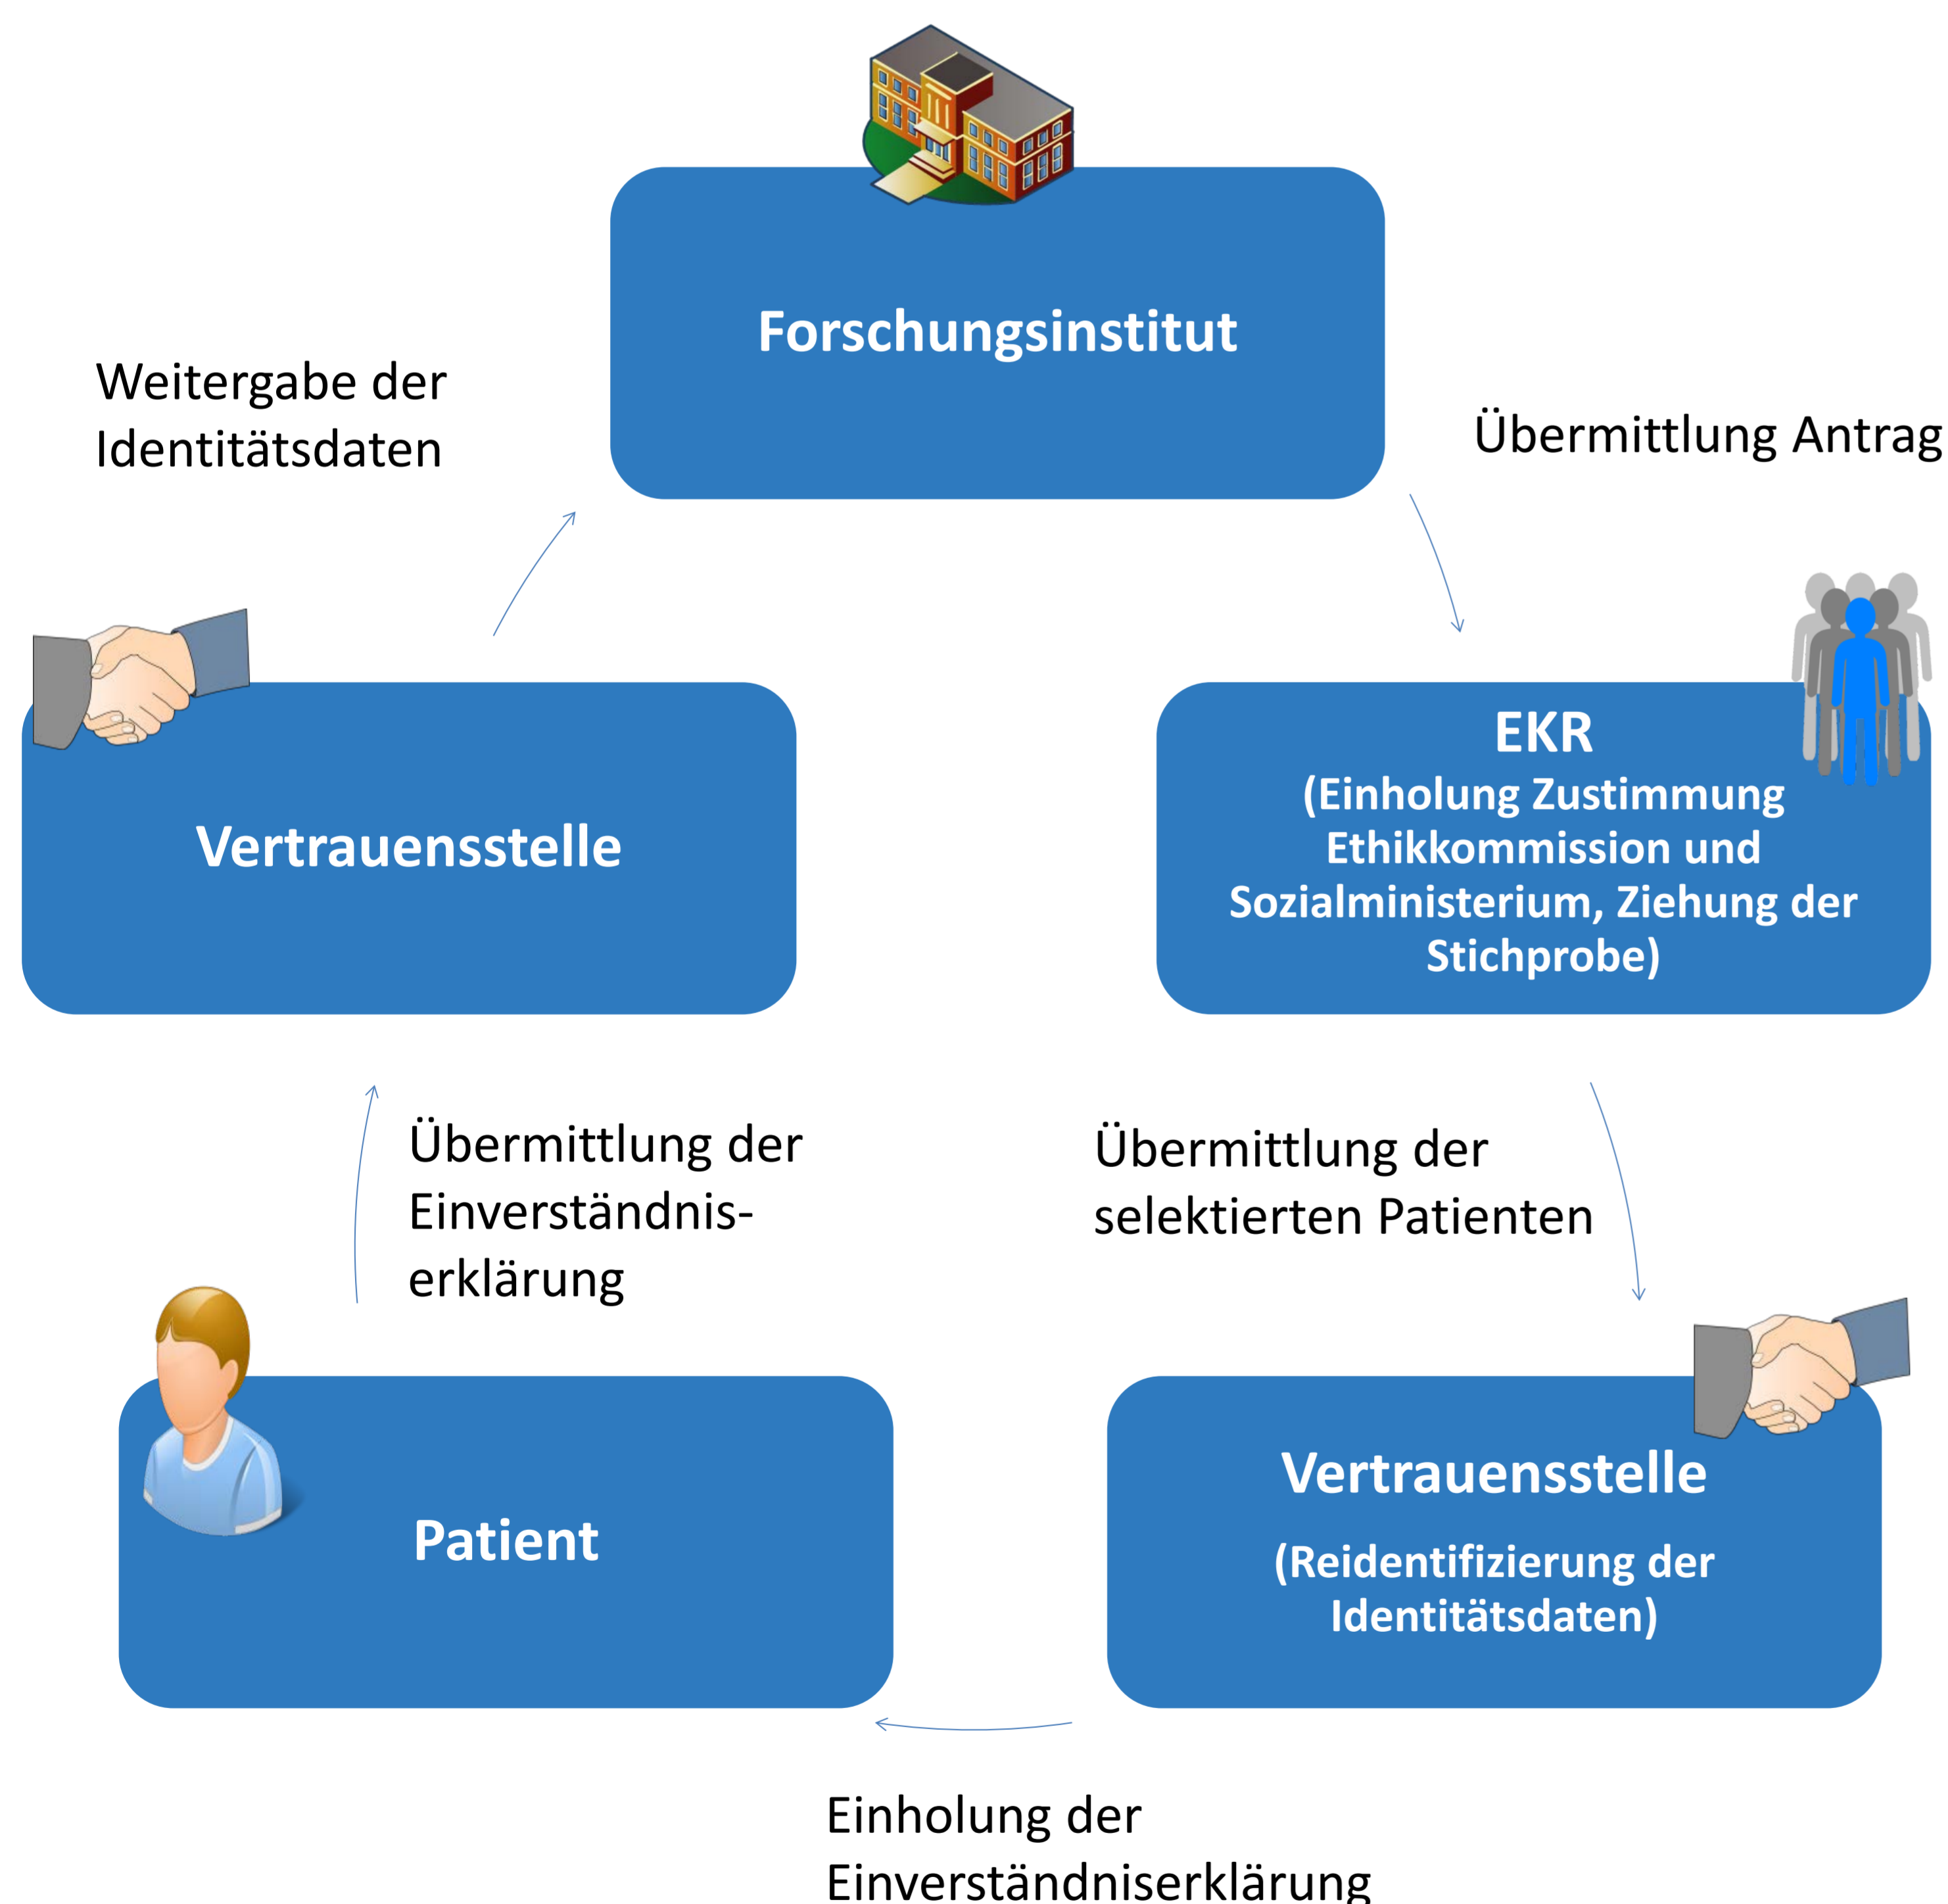 Forschungsinstitut
Weitergabe der
Identitätsdaten
Übermittlung Antrag
Vertrauensstelle
EKR
(Einholung Zustimmung
Ethikkommission und
Sozialministerium, Ziehung der
Stichprobe)
Übermittlung der
Einverständnis-
erklärung
Übermittlung der
selektierten Patienten
Patient
Vertrauensstelle
(Reidentifizierung der
Identitätsdaten)
Einholung der
Einverständniserklärung